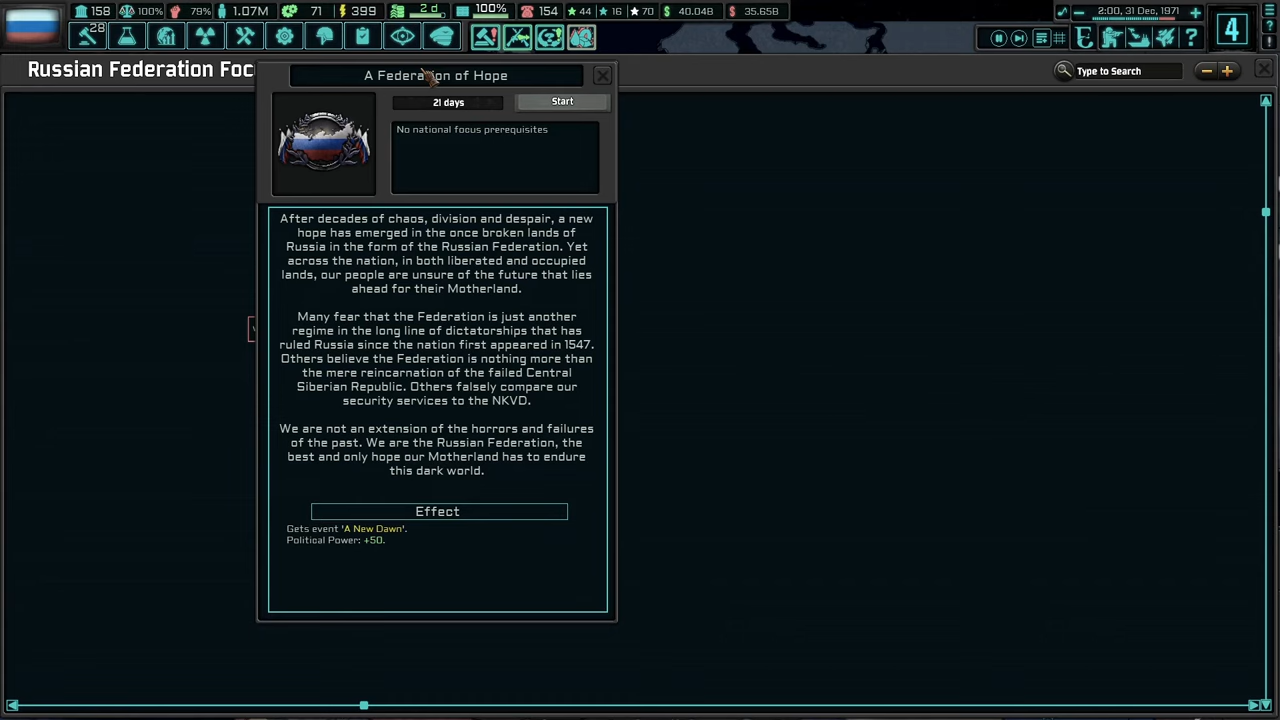 158 100% 79% 1.07M 71 399 2 d 100% 154 44 16 70 $ 40.04B $ 35.65B 2:00, 31 Dec, 1971
28
4
Russian Federation Foc
Type to Search
A Federation of Hope
21 days
Start
No national focus prerequisites
After decades of chaos, division and despair, a new
hope has emerged in the once broken lands of
Russia in the form of the Russian Federation. Yet
across the nation, in both liberated and occupied
lands, our people are unsure of the future that lies
ahead for their Motherland.
Many fear that the Federation is just another
regime in the long line of dictatorships that has
ruled Russia since the nation first appeared in 1547.
Others believe the Federation is nothing more than
the mere reincarnation of the failed Central
Siberian Republic. Others falsely compare our
security services to the NKVD.
We are not an extension of the horrors and failures
of the past. We are the Russian Federation, the
best and only hope our Motherland has to endure
this dark world.
Effect
Gets event 'A New Dawn'.
Political Power: +50.